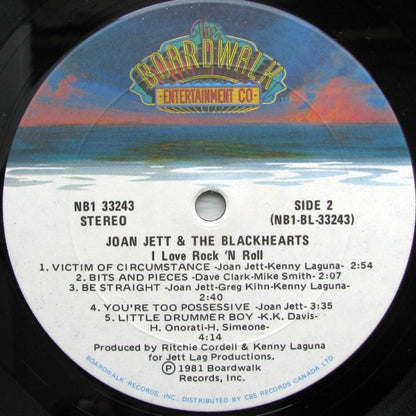 The
BOARDWALK
-ENTERTAINMENT CO-
NB1 33243
STEREO
SIDE 2
(NB1-BL-33243)
JOAN JETT & THE BLACKHEARTS
I Love Rock 'N Roll
1. VICTIM OF CIRCUMSTANCE -Joan Jett-Kenny Laguna- 2:54
2. BITS AND PIECES -Dave Clark-Mike Smith- 2:07
3. BE STRAIGHT -Joan Jett-Greg Kihn-Kenny Laguna-
2:40
4. YOU'RE TOO POSSESSIVE -Joan Jett- 3:35
5. LITTLE DRUMMER BOY -K.K. Davis-
H. Onorati-H. Simeone-
4:14
Produced by Ritchie Cordell & Kenny Laguna
for Jett Lag Productions.
Ⓟ 1981 Boardwalk
Records, Inc.
BOARDWALK RECORDS, INC. DISTRIBUTED BY CBS RECORDS CANADA LTD.